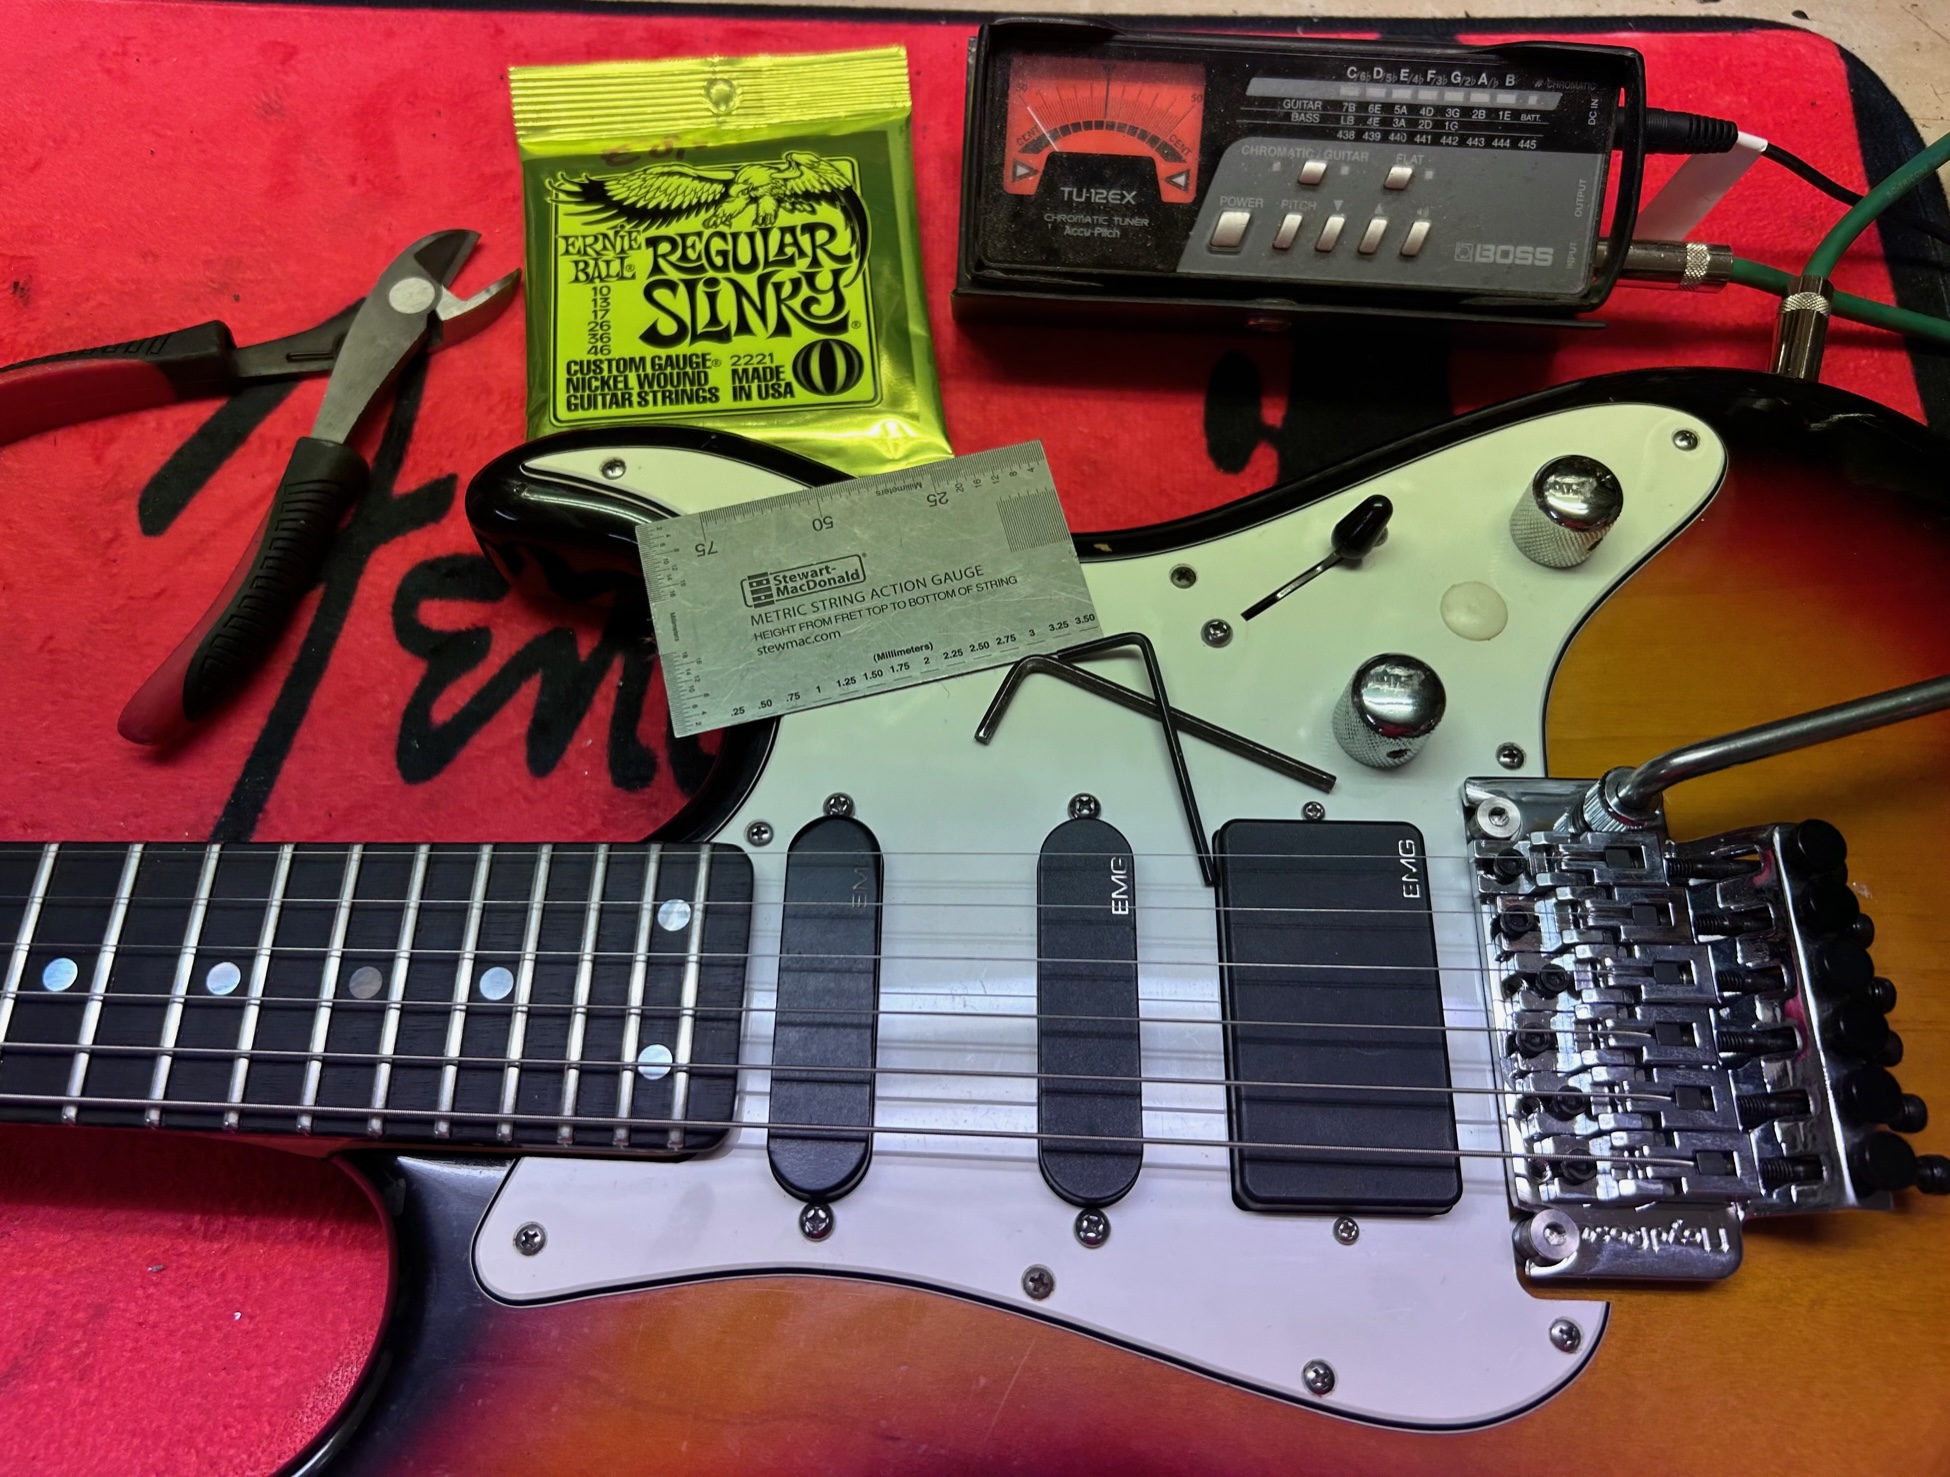 ERNIE
BALL®
REGULAR
SLINKY®
10
13
17
26
36
46
CUSTOM GAUGE®
NICKEL WOUND
GUITAR STRINGS
2221
MADE
IN USA
C D E F G A B CHROMATIC
GUITAR 7B 6E 5A 4D 3G 2B 1E BATT.
BASS LB 4E 3A 2D 1G
438 439 440 441 442 443 444 445
DC IN
50 50
CENT CENT
TU-12EX
CHROMATIC TUNER
Accu-Pitch
CHROMATIC/GUITAR FLAT
POWER PITCH
BOSS
OUTPUT
INPUT
75 50 Millimeters 25
Stewart-
MacDonald®
METRIC STRING ACTION GAUGE
HEIGHT FROM FRET TOP TO BOTTOM OF STRING
stewmac.com
(Millimeters)
.25 .50 .75 1 1.25 1.50 1.75 2 2.25 2.50 2.75 3 3.25 3.50
EMG
EMG
EMG
Floyd Rose